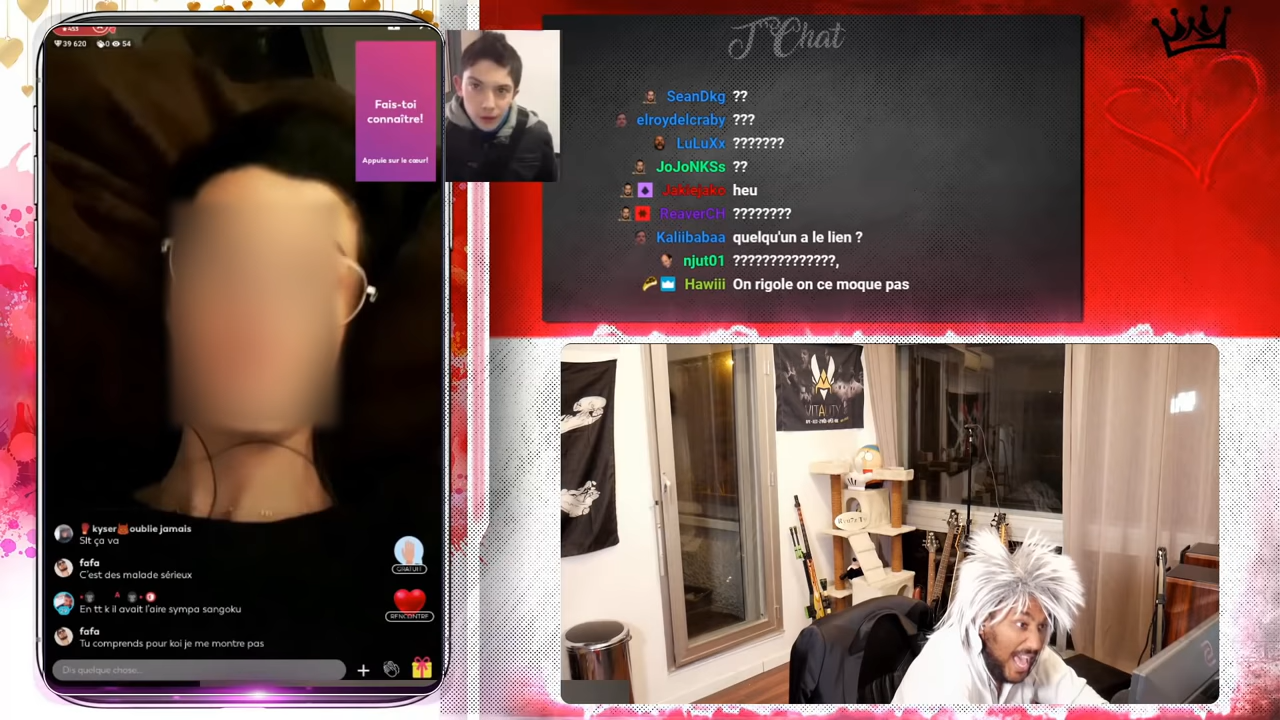 39 620 0 54
Fais-toi
connaître!
Appuie sur le cœur!
kyser oublie jamais
Slt ça va
fafa
C'est des malade sérieux
A
En tt k il avait l'aire sympa sangoku
fafa
Tu comprends pour koi je me montre pas
GRATUIT
RENCONTRE
Dis quelque chose...
T'Chat
SeanDkg ??
elroydelcraby ???
LuLuXx ???????
JoJoNKSs ??
Jakiejako heu
ReaverCH ????????
Kaliibabaa quelqu'un a le lien ?
njut01 ??????????????,
Hawiii On rigole on ce moque pas
VITALITY